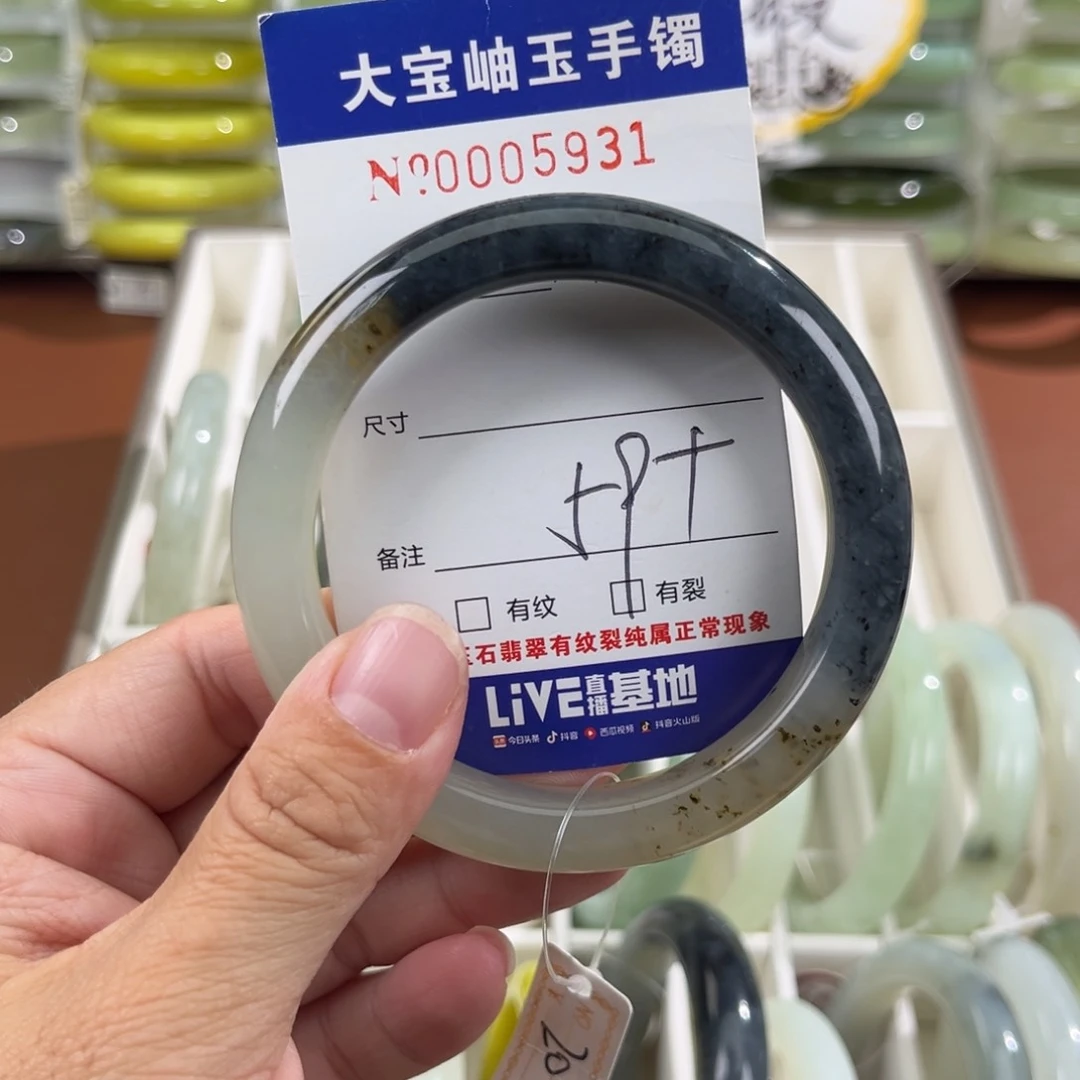 大宝岫玉手镯
№0005931
尺寸
备注
有纹
有裂
石翡翠有纹裂纯属正常现象
LiVE直播基地
今日头条 抖音 西瓜视频 抖音火山版
20